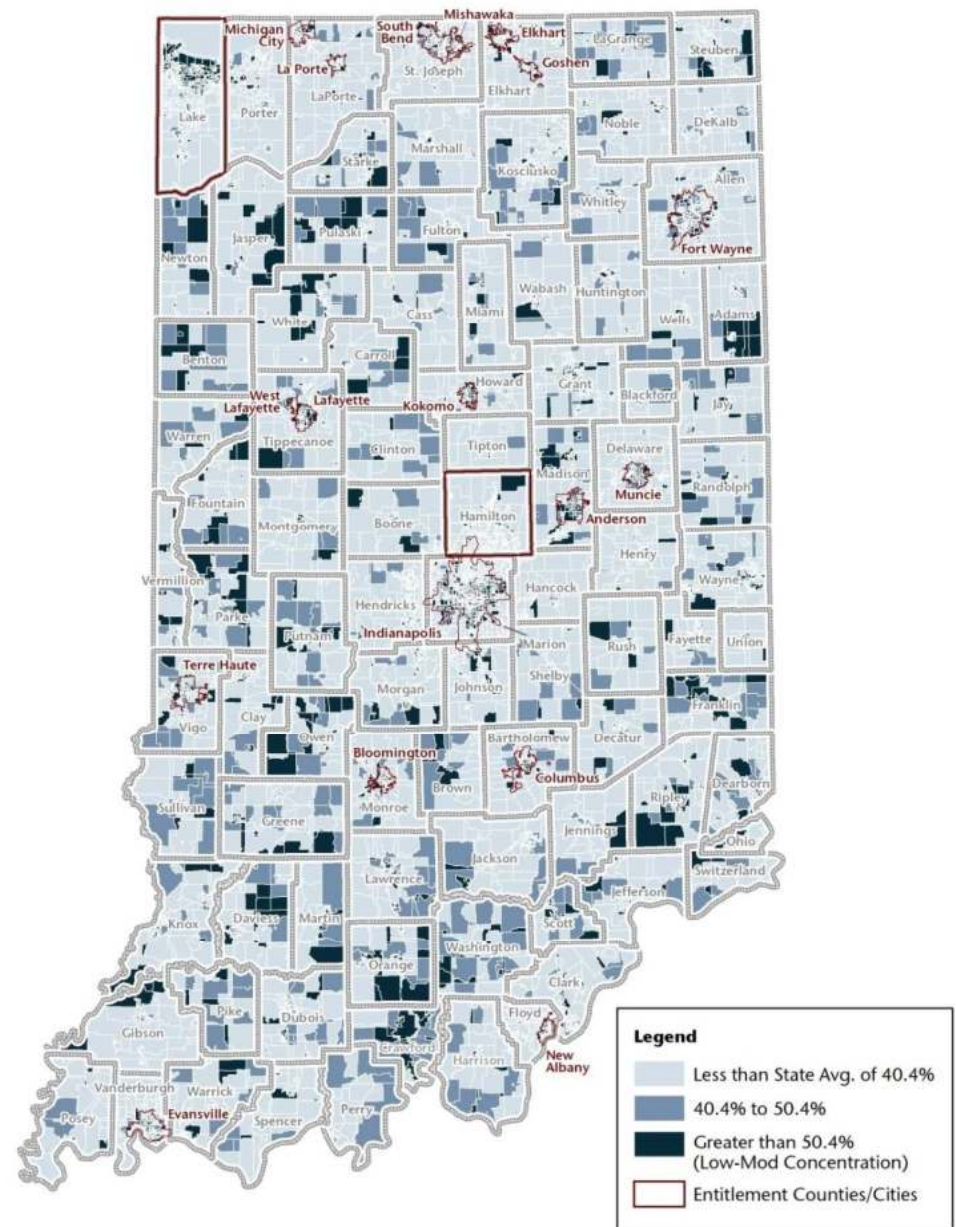 Michigan
City
South
Bend
Mishawaka
Elkhart
Goshen
La Porte
LaGrange
Steuben
St. Joseph
Elkhart
LaPorte
Lake
Porter
Noble
DeKalb
Starke
Marshall
Kosciusko
Allen
Whitley
Fort Wayne
Newton
Jasper
Pulaski
Fulton
Wabash
Huntington
White
Cass
Miami
Wells
Adams
Benton
Carroll
West
Lafayette
Lafayette
Kokomo
Howard
Grant
Blackford
Jay
Warren
Tippecanoe
Clinton
Tipton
Madison
Delaware
Muncie
Randolph
Fountain
Montgomery
Boone
Hamilton
Anderson
Henry
Wayne
Vermillion
Parke
Putnam
Hendricks
Indianapolis
Hancock
Marion
Rush
Fayette
Union
Terre Haute
Vigo
Clay
Owen
Morgan
Johnson
Shelby
Franklin
Decatur
Bloomington
Monroe
Brown
Bartholomew
Columbus
Sullivan
Greene
Ripley
Dearborn
Jennings
Ohio
Switzerland
Jackson
Lawrence
Jefferson
Knox
Daviess
Martin
Scott
Orange
Washington
Clark
Floyd
New
Albany
Gibson
Pike
Dubois
Crawford
Harrison
Posey
Vanderburgh
Evansville
Warrick
Spencer
Perry
Legend
Less than State Avg. of 40.4%
40.4% to 50.4%
Greater than 50.4%
(Low-Mod Concentration)
Entitlement Counties/Cities